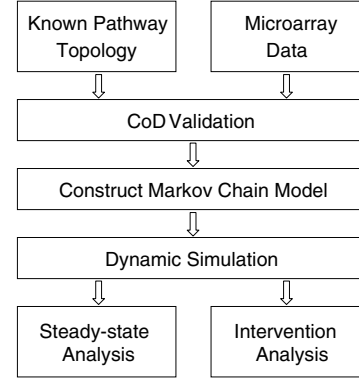 Known Pathway
Topology
Microarray
Data
CoD Validation
Construct Markov Chain Model
Dynamic Simulation
Steady-state
Analysis
Intervention
Analysis